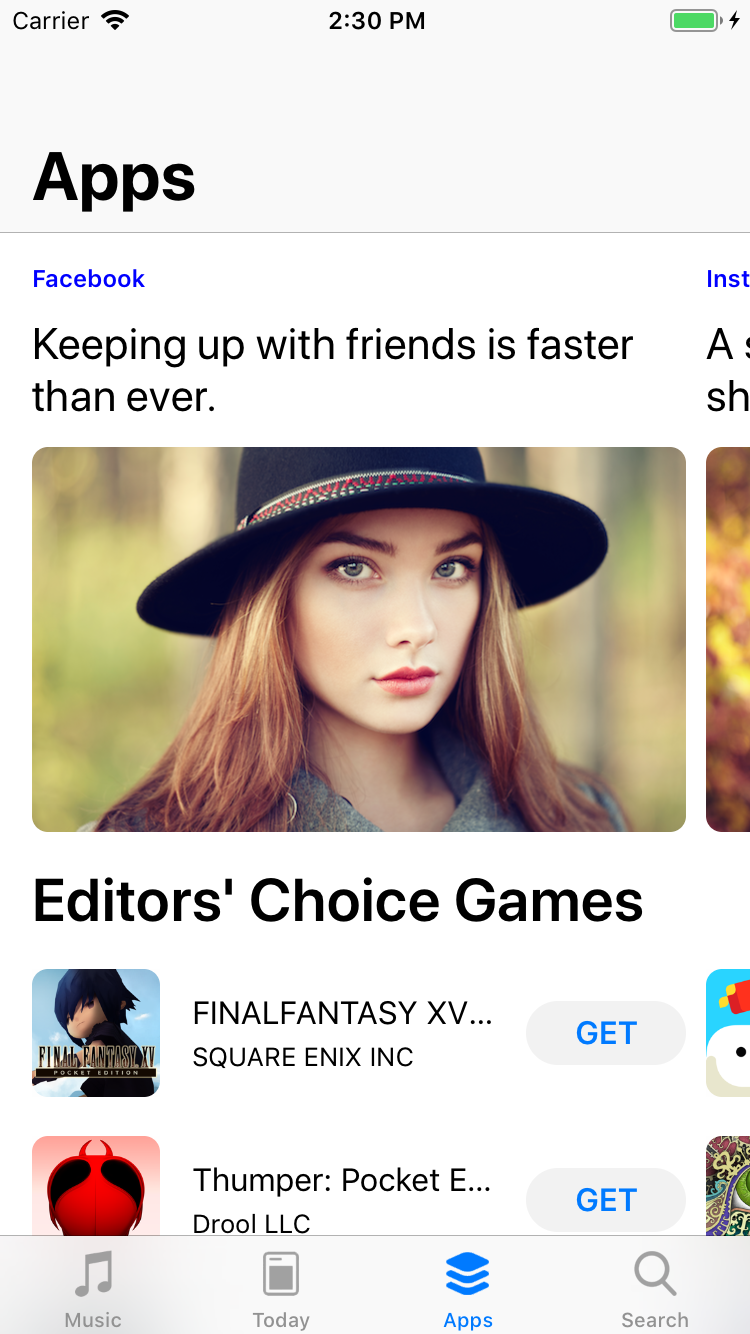 Carrier 2:30 PM
Apps
Facebook
Keeping up with friends is faster
than ever.
Inst
A s
sh
Editors' Choice Games
FINAL FANTASY XV
POCKET EDITION
FINALFANTASY XV...
SQUARE ENIX INC
GET
Thumper: Pocket E...
Drool LLC
GET
Music Today Apps Search